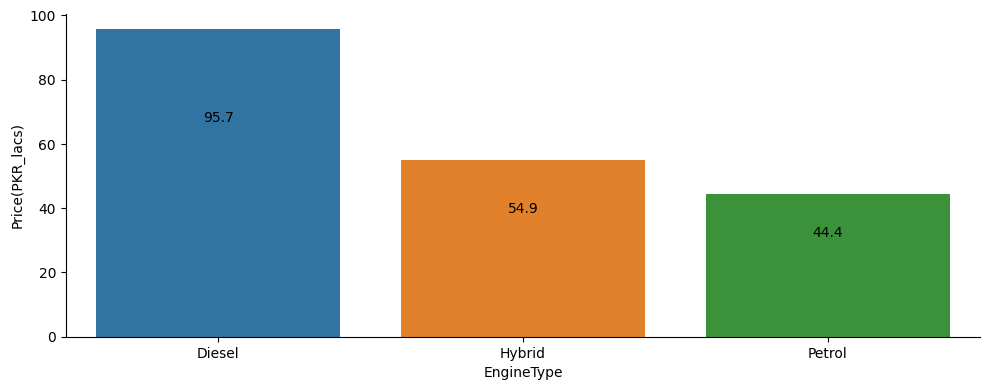 100
80
60
40
20
0
Price(PKR_lacs)
95.7
54.9
44.4
Diesel
Hybrid
Petrol
EngineType